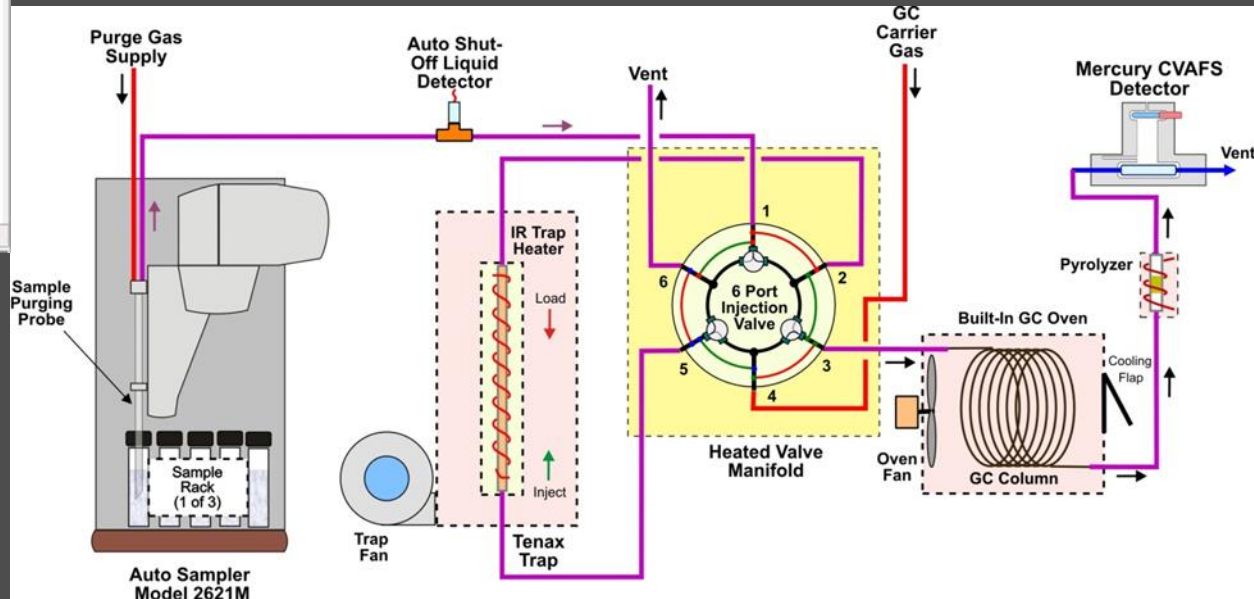 Purge Gas
Supply
Auto Shut-
Off Liquid
Detector
Vent
GC
Carrier
Gas
Mercury CVAFS
Detector
Vent
IR Trap
Heater
Load
Inject
1
2
3
4
5
6
6 Port
Injection
Valve
Heated Valve
Manifold
Sample
Purging
Probe
Sample
Rack
(1 of 3)
Auto Sampler
Model 2621M
Trap
Fan
Tenax
Trap
Pyrolyzer
Built-In GC Oven
Cooling
Flap
Oven
Fan
GC Column